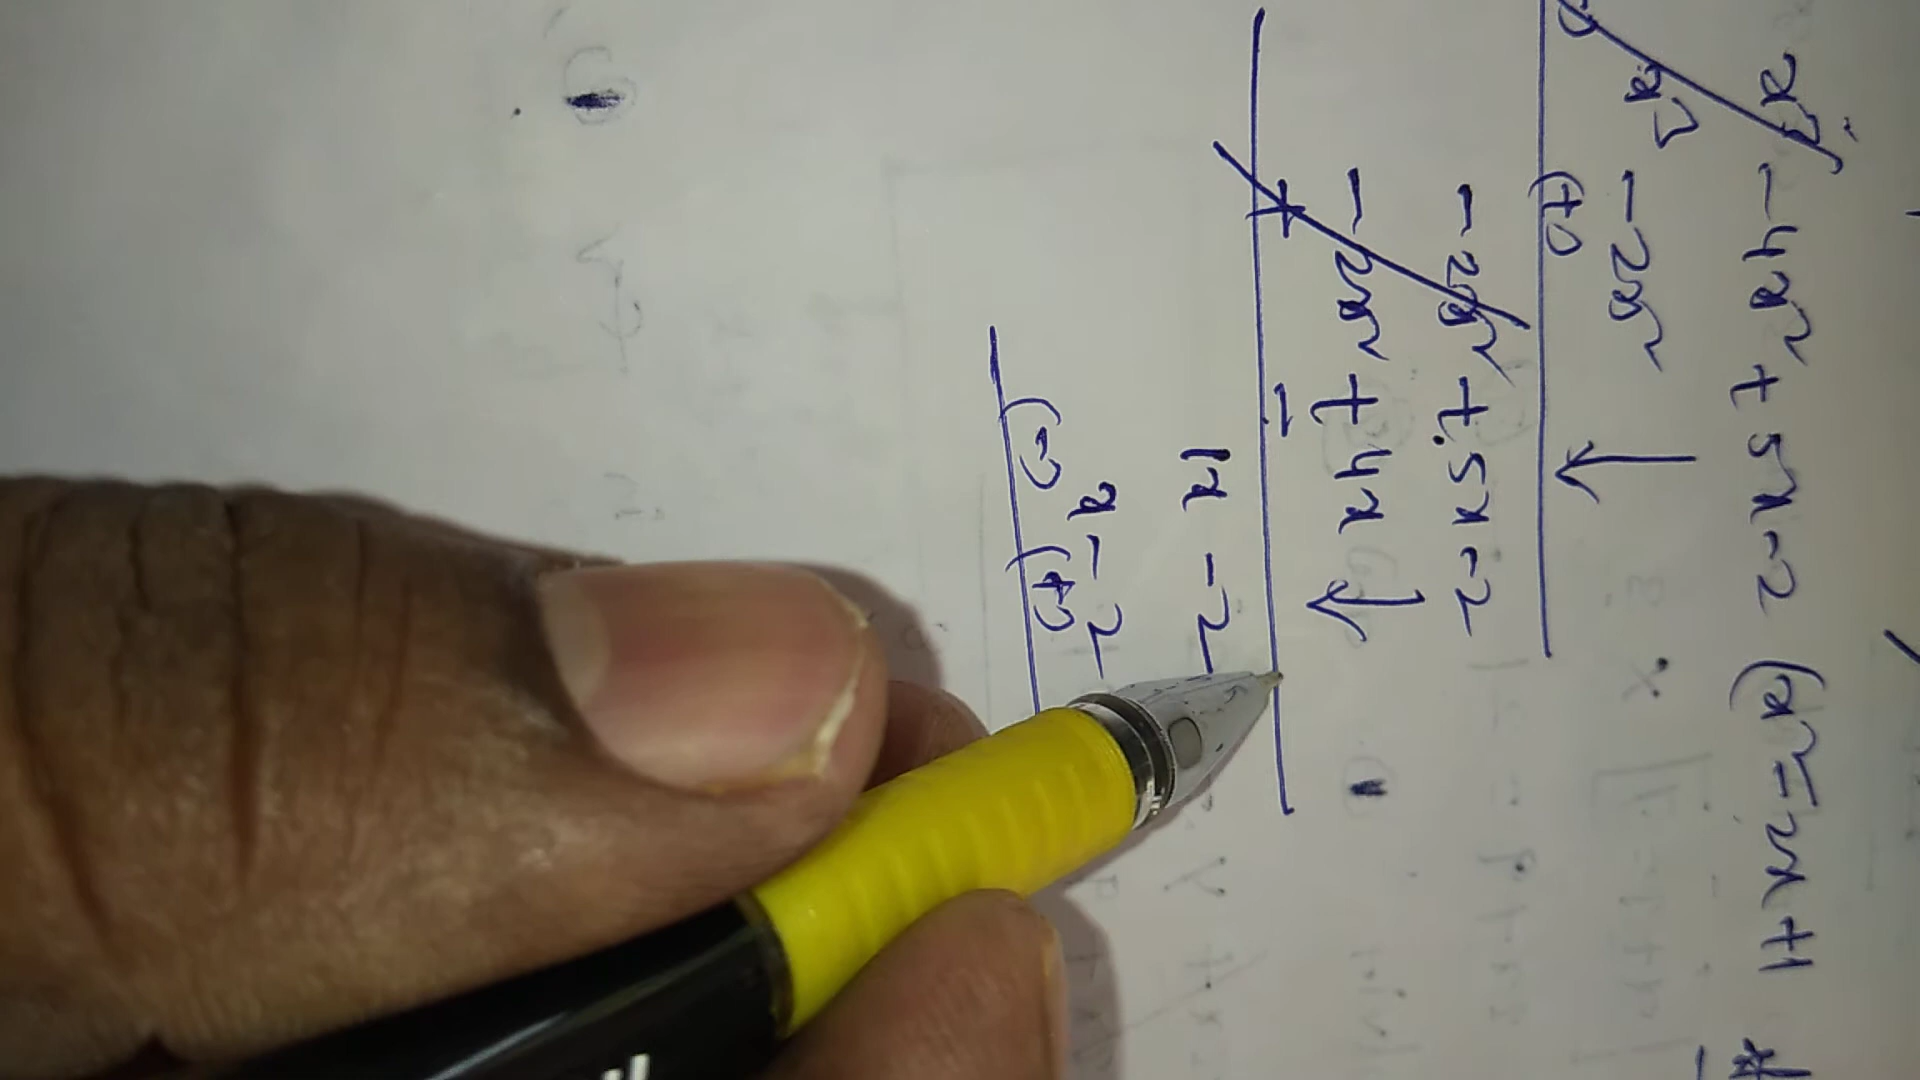 x³ - 4x² + 5x - 2 (x² - 2x + 1
x³ - 2x²
(+)
- 2x² + 5x - 2
- 2x² + 4x
+ -
1x - 2
x - 2
(-) (+)